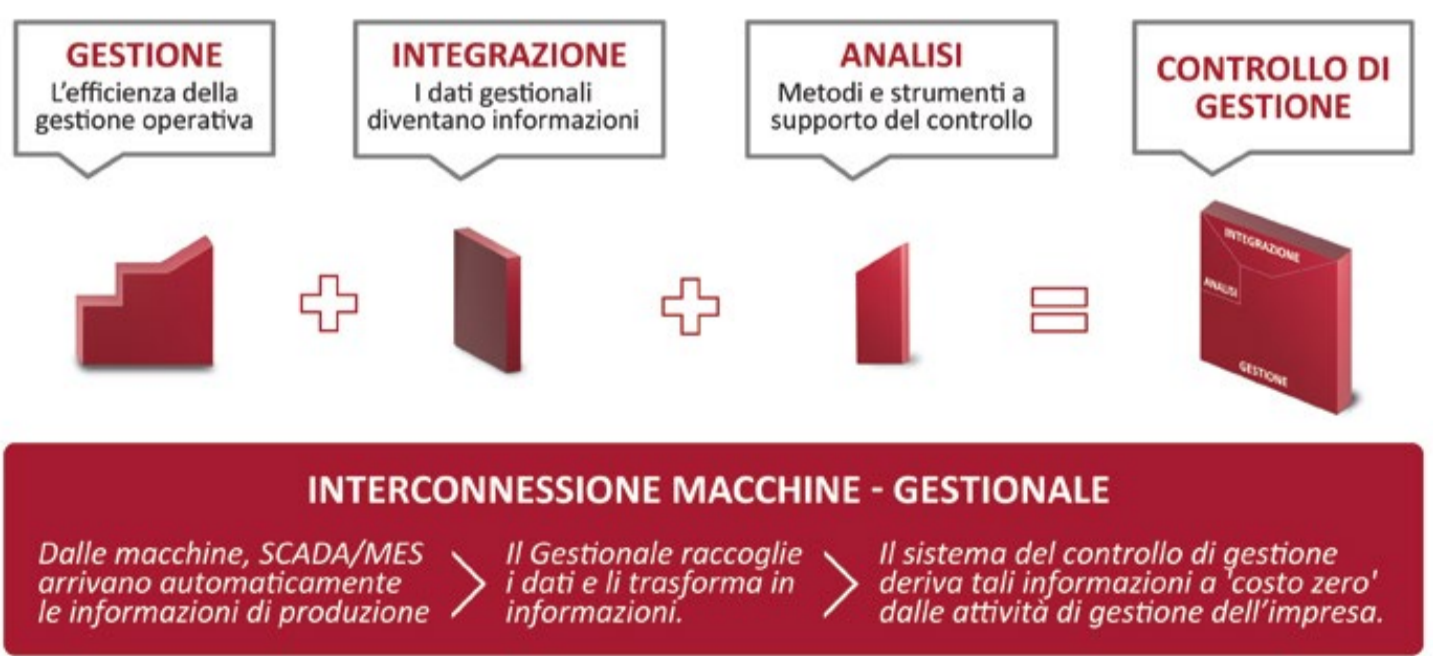 GESTIONE
L'efficienza della
gestione operativa
INTEGRAZIONE
I dati gestionali
diventano informazioni
ANALISI
Metodi e strumenti a
supporto del controllo
CONTROLLO DI
GESTIONE
INTEGRAZIONE
ANALISI
GESTIONE
INTERCONNESSIONE MACCHINE - GESTIONALE
Dalle macchine, SCADA/MES
arrivano automaticamente
le informazioni di produzione
Il Gestionale raccoglie
i dati e li trasforma in
informazioni.
Il sistema del controllo di gestione
deriva tali informazioni a 'costo zero'
dalle attività di gestione dell'impresa.